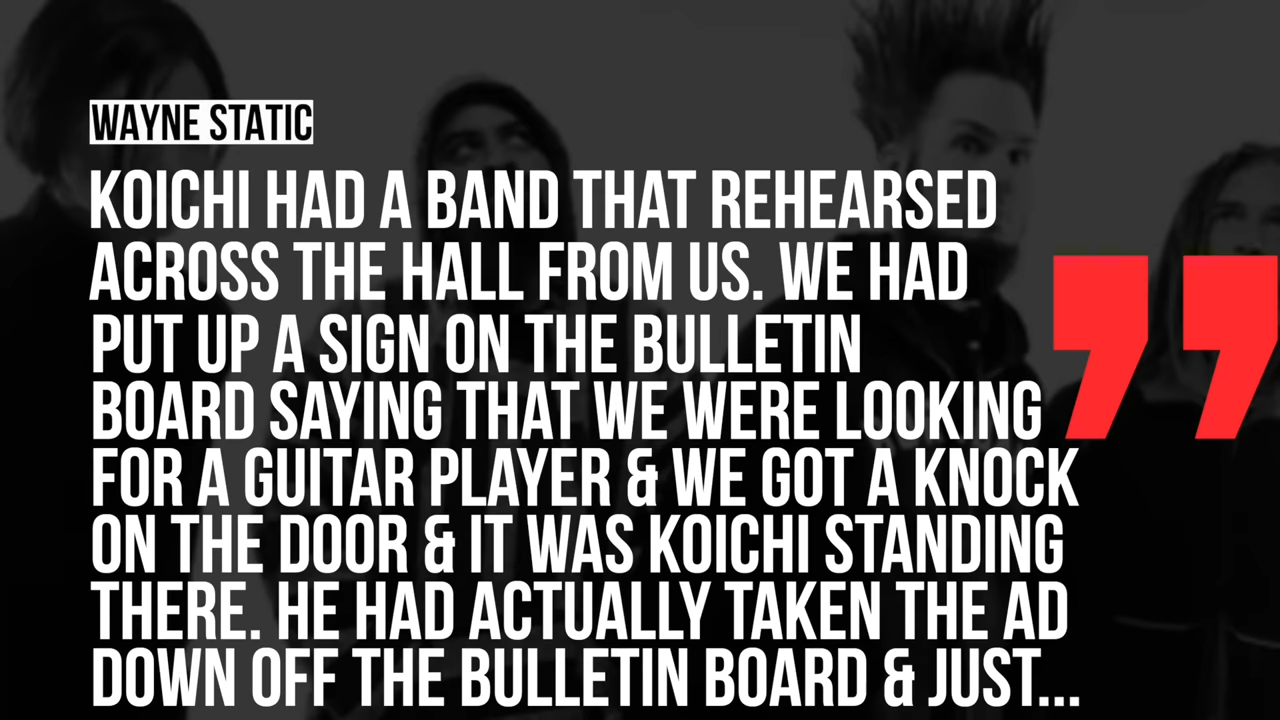 WAYNE STATIC
KOICHI HAD A BAND THAT REHEARSED
ACROSS THE HALL FROM US. WE HAD
PUT UP A SIGN ON THE BULLETIN
BOARD SAYING THAT WE WERE LOOKING
FOR A GUITAR PLAYER & WE GOT A KNOCK
ON THE DOOR & IT WAS KOICHI STANDING
THERE. HE HAD ACTUALLY TAKEN THE AD
DOWN OFF THE BULLETIN BOARD & JUST...
”